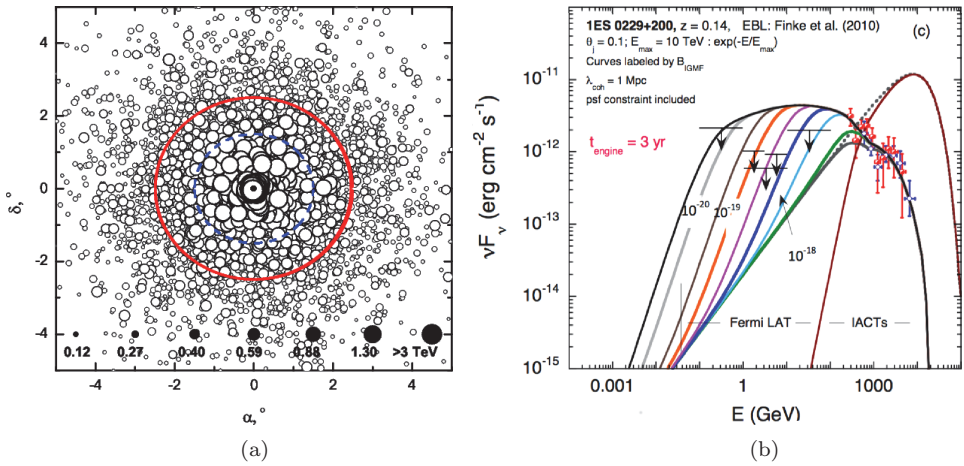 4
2
0
-2
-4
δ,°
0.12 0.27 0.40 0.59 0.88 1.30 >3 TeV
-4 -2 0 2 4
α,°
(a)
1ES 0229+200, z = 0.14, EBL: Finke et al. (2010)
(c)
θj = 0.1; Emax = 10 TeV : exp(-E/Emax)
Curves labeled by BIGMF
λcoh = 1 Mpc
psf constraint included
tengine = 3 yr
10⁻²⁰
10⁻¹⁹
10⁻¹⁸
Fermi LAT
IACTs
νFν (erg cm⁻² s⁻¹)
10⁻¹¹
10⁻¹²
10⁻¹³
10⁻¹⁴
10⁻¹⁵
0.001 1 1000
E (GeV)
(b)